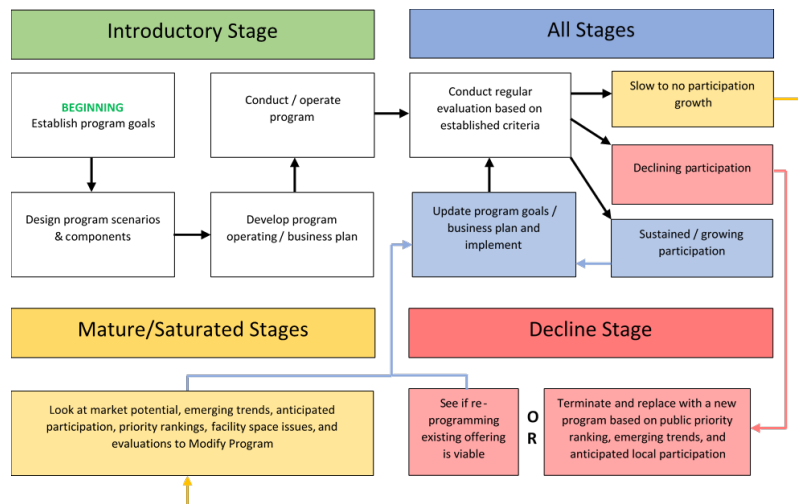 Introductory Stage
All Stages
BEGINNING
Establish program goals
Conduct / operate
program
Conduct regular
evaluation based on
established criteria
Slow to no participation
growth
Declining participation
Design program scenarios
& components
Develop program
operating / business plan
Update program goals /
business plan and
implement
Sustained / growing
participation
Mature/Saturated Stages
Decline Stage
Look at market potential, emerging trends, anticipated
participation, priority rankings, facility space issues, and
evaluations to Modify Program
See if re-
programming
existing offering
is viable
O
R
Terminate and replace with a new
program based on public priority
ranking, emerging trends, and
anticipated local participation